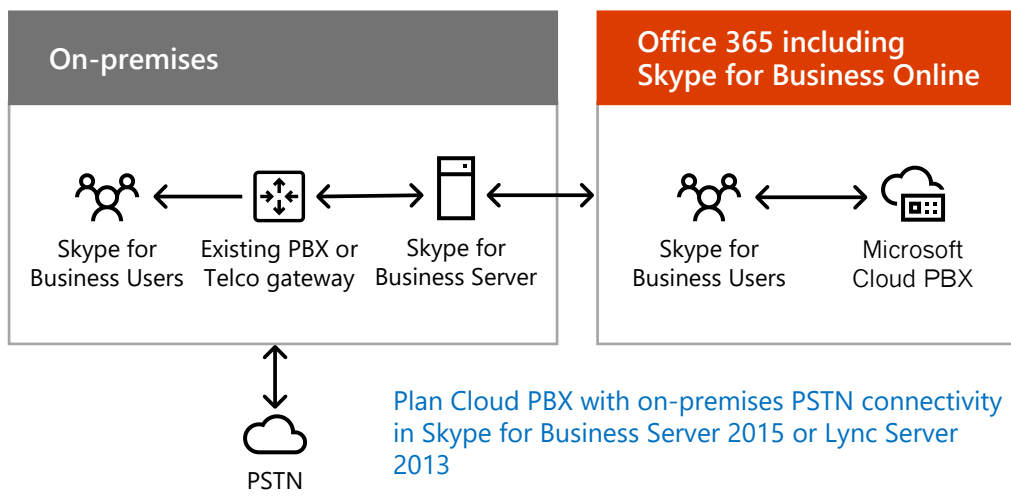 On-premises
Office 365 including
Skype for Business Online
Skype for
Business Users
Existing PBX or
Telco gateway
Skype for
Business Server
Skype for
Business Users
Microsoft
Cloud PBX
Plan Cloud PBX with on-premises PSTN connectivity
in Skype for Business Server 2015 or Lync Server
2013
PSTN